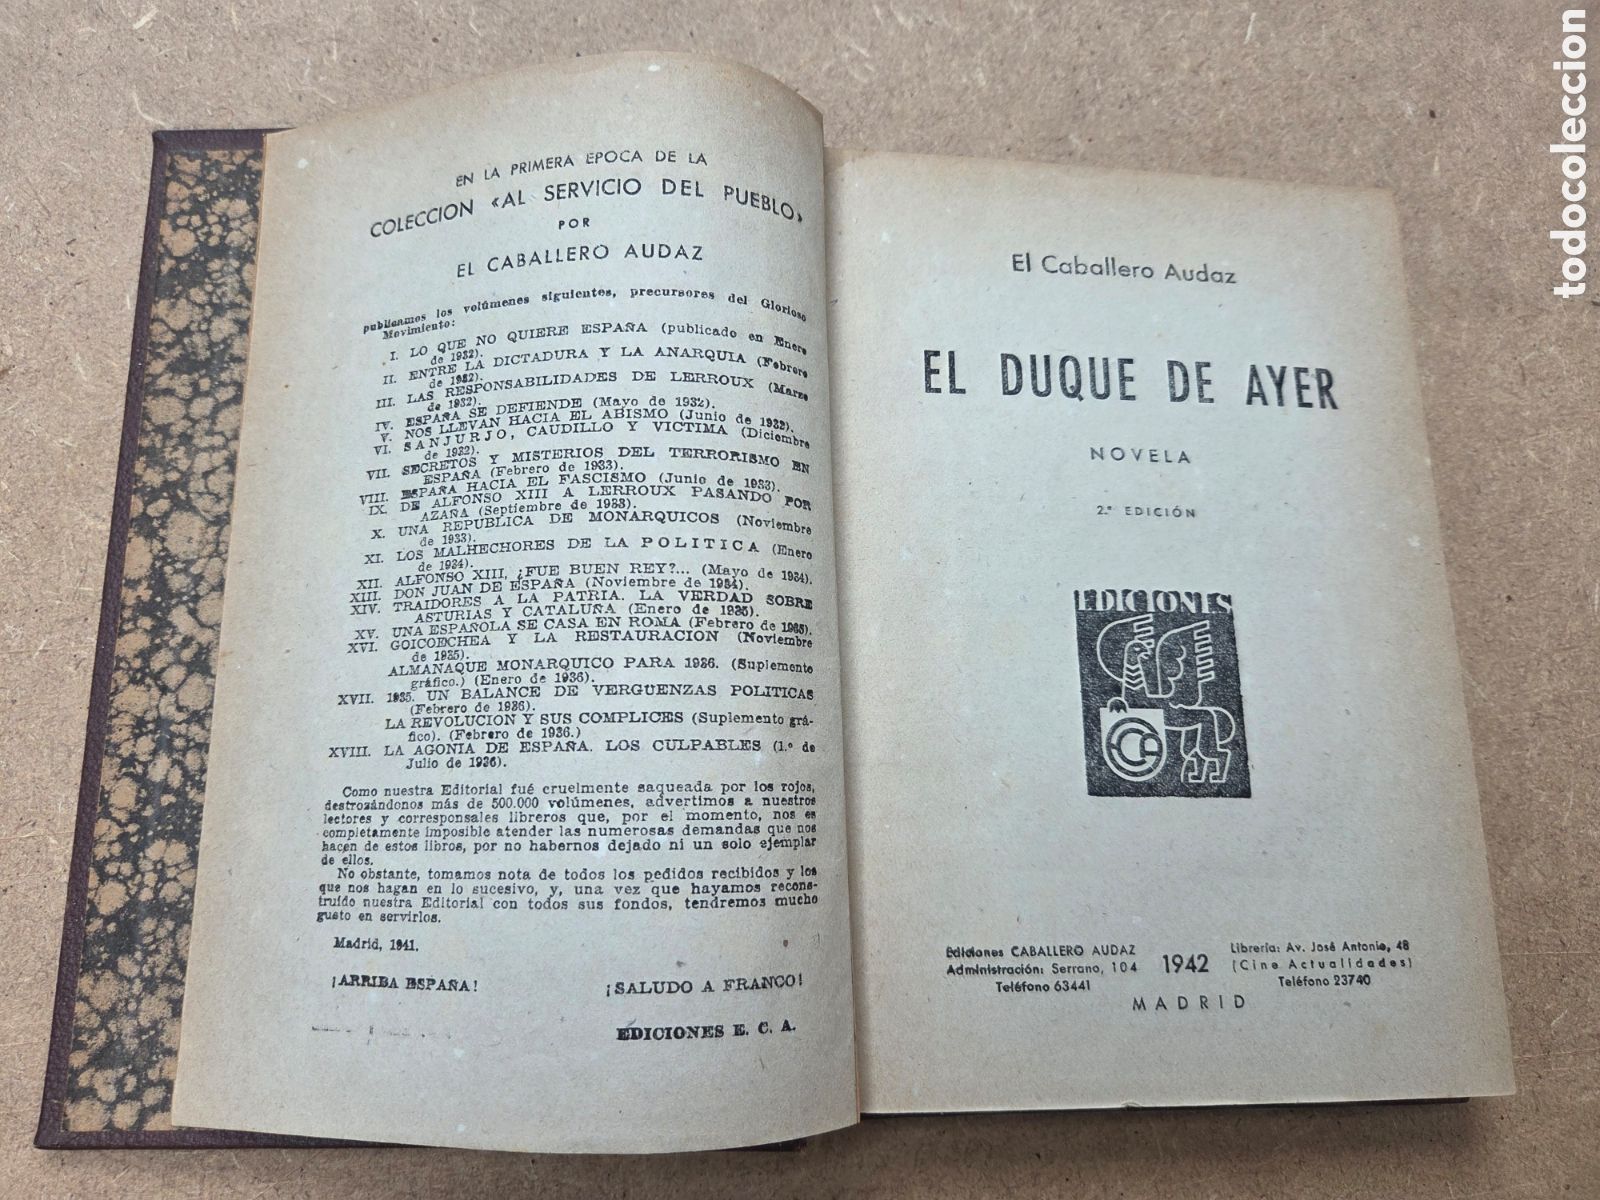 EN LA PRIMERA EPOCA DE LA
COLECCION «AL SERVICIO DEL PUEBLO»
POR
EL CABALLERO AUDAZ
publicamos los volúmenes siguientes, precursores del Glorioso
Movimiento:
I. LO QUE NO QUIERE ESPAÑA (publicado en Enero
de 1932).
II. ENTRE LA DICTADURA Y LA ANARQUIA (Febrero
de 1932).
III. LAS RESPONSABILIDADES DE LERROUX (Marzo
de 1932).
IV. ESPAÑA SE DEFIENDE (Mayo de 1932).
V. NOS LLEVAN HACIA EL ABISMO (Junio de 1932).
VI. SANJURJO, CAUDILLO Y VICTIMA (Diciembre
de 1932).
VII. SECRETOS Y MISTERIOS DEL TERRORISMO EN
ESPAÑA (Febrero de 1933).
VIII. ESPAÑA HACIA EL FASCISMO (Junio de 1933).
IX. DE ALFONSO XIII A LERROUX PASANDO POR
AZAÑA (Septiembre de 1933).
X. UNA REPUBLICA DE MONARQUICOS (Noviembre
de 1933).
XI. LOS MALHECHORES DE LA POLITICA (Enero
de 1934).
XII. ALFONSO XIII, ¿FUE BUEN REY?... (Mayo de 1934).
XIII. DON JUAN DE ESPAÑA (Noviembre de 1934).
XIV. TRAIDORES A LA PATRIA. LA VERDAD SOBRE
ASTURIAS Y CATALUÑA (Enero de 1935).
XV. UNA ESPAÑOLA SE CASA EN ROMA (Febrero de 1935).
XVI. GOICOECHEA Y LA RESTAURACION (Noviembre
de 1935).
ALMANAQUE MONARQUICO PARA 1936. (Suplemento
gráfico.) (Enero de 1936).
XVII. 1935. UN BALANCE DE VERGUENZAS POLITICAS
(Febrero de 1936).
LA REVOLUCION Y SUS COMPLICES (Suplemento grá-
fico). (Febrero de 1936.)
XVIII. LA AGONIA DE ESPAÑA. LOS CULPABLES (1.º de
Julio de 1936).
Como nuestra Editorial fué cruelmente saqueada por los rojos,
destrozándonos más de 500.000 volúmenes, advertimos a nuestros
lectores y corresponsales libreros que, por el momento, nos es
completamente imposible atender las numerosas demandas que nos
hacen de estos libros, por no habernos dejado ni un solo ejemplar
de ellos.
No obstante, tomamos nota de todos los pedidos recibidos y los
que nos hagan en lo sucesivo, y, una vez que hayamos recons-
truído nuestra Editorial con todos sus fondos, tendremos mucho
gusto en servirlos.
Madrid, 1941.
¡ARRIBA ESPAÑA! ¡SALUDO A FRANCO!
EDICIONES E. C. A.
El Caballero Audaz
EL DUQUE DE AYER
NOVELA
2.ª EDICIÓN
EDICIONES
Ediciones CABALLERO AUDAZ
Administración: Serrano, 104
Teléfono 63441
1942
Librería: Av. José Antonio, 48
(Cine Actualidades)
Teléfono 23740
MADRID
todocoleccion